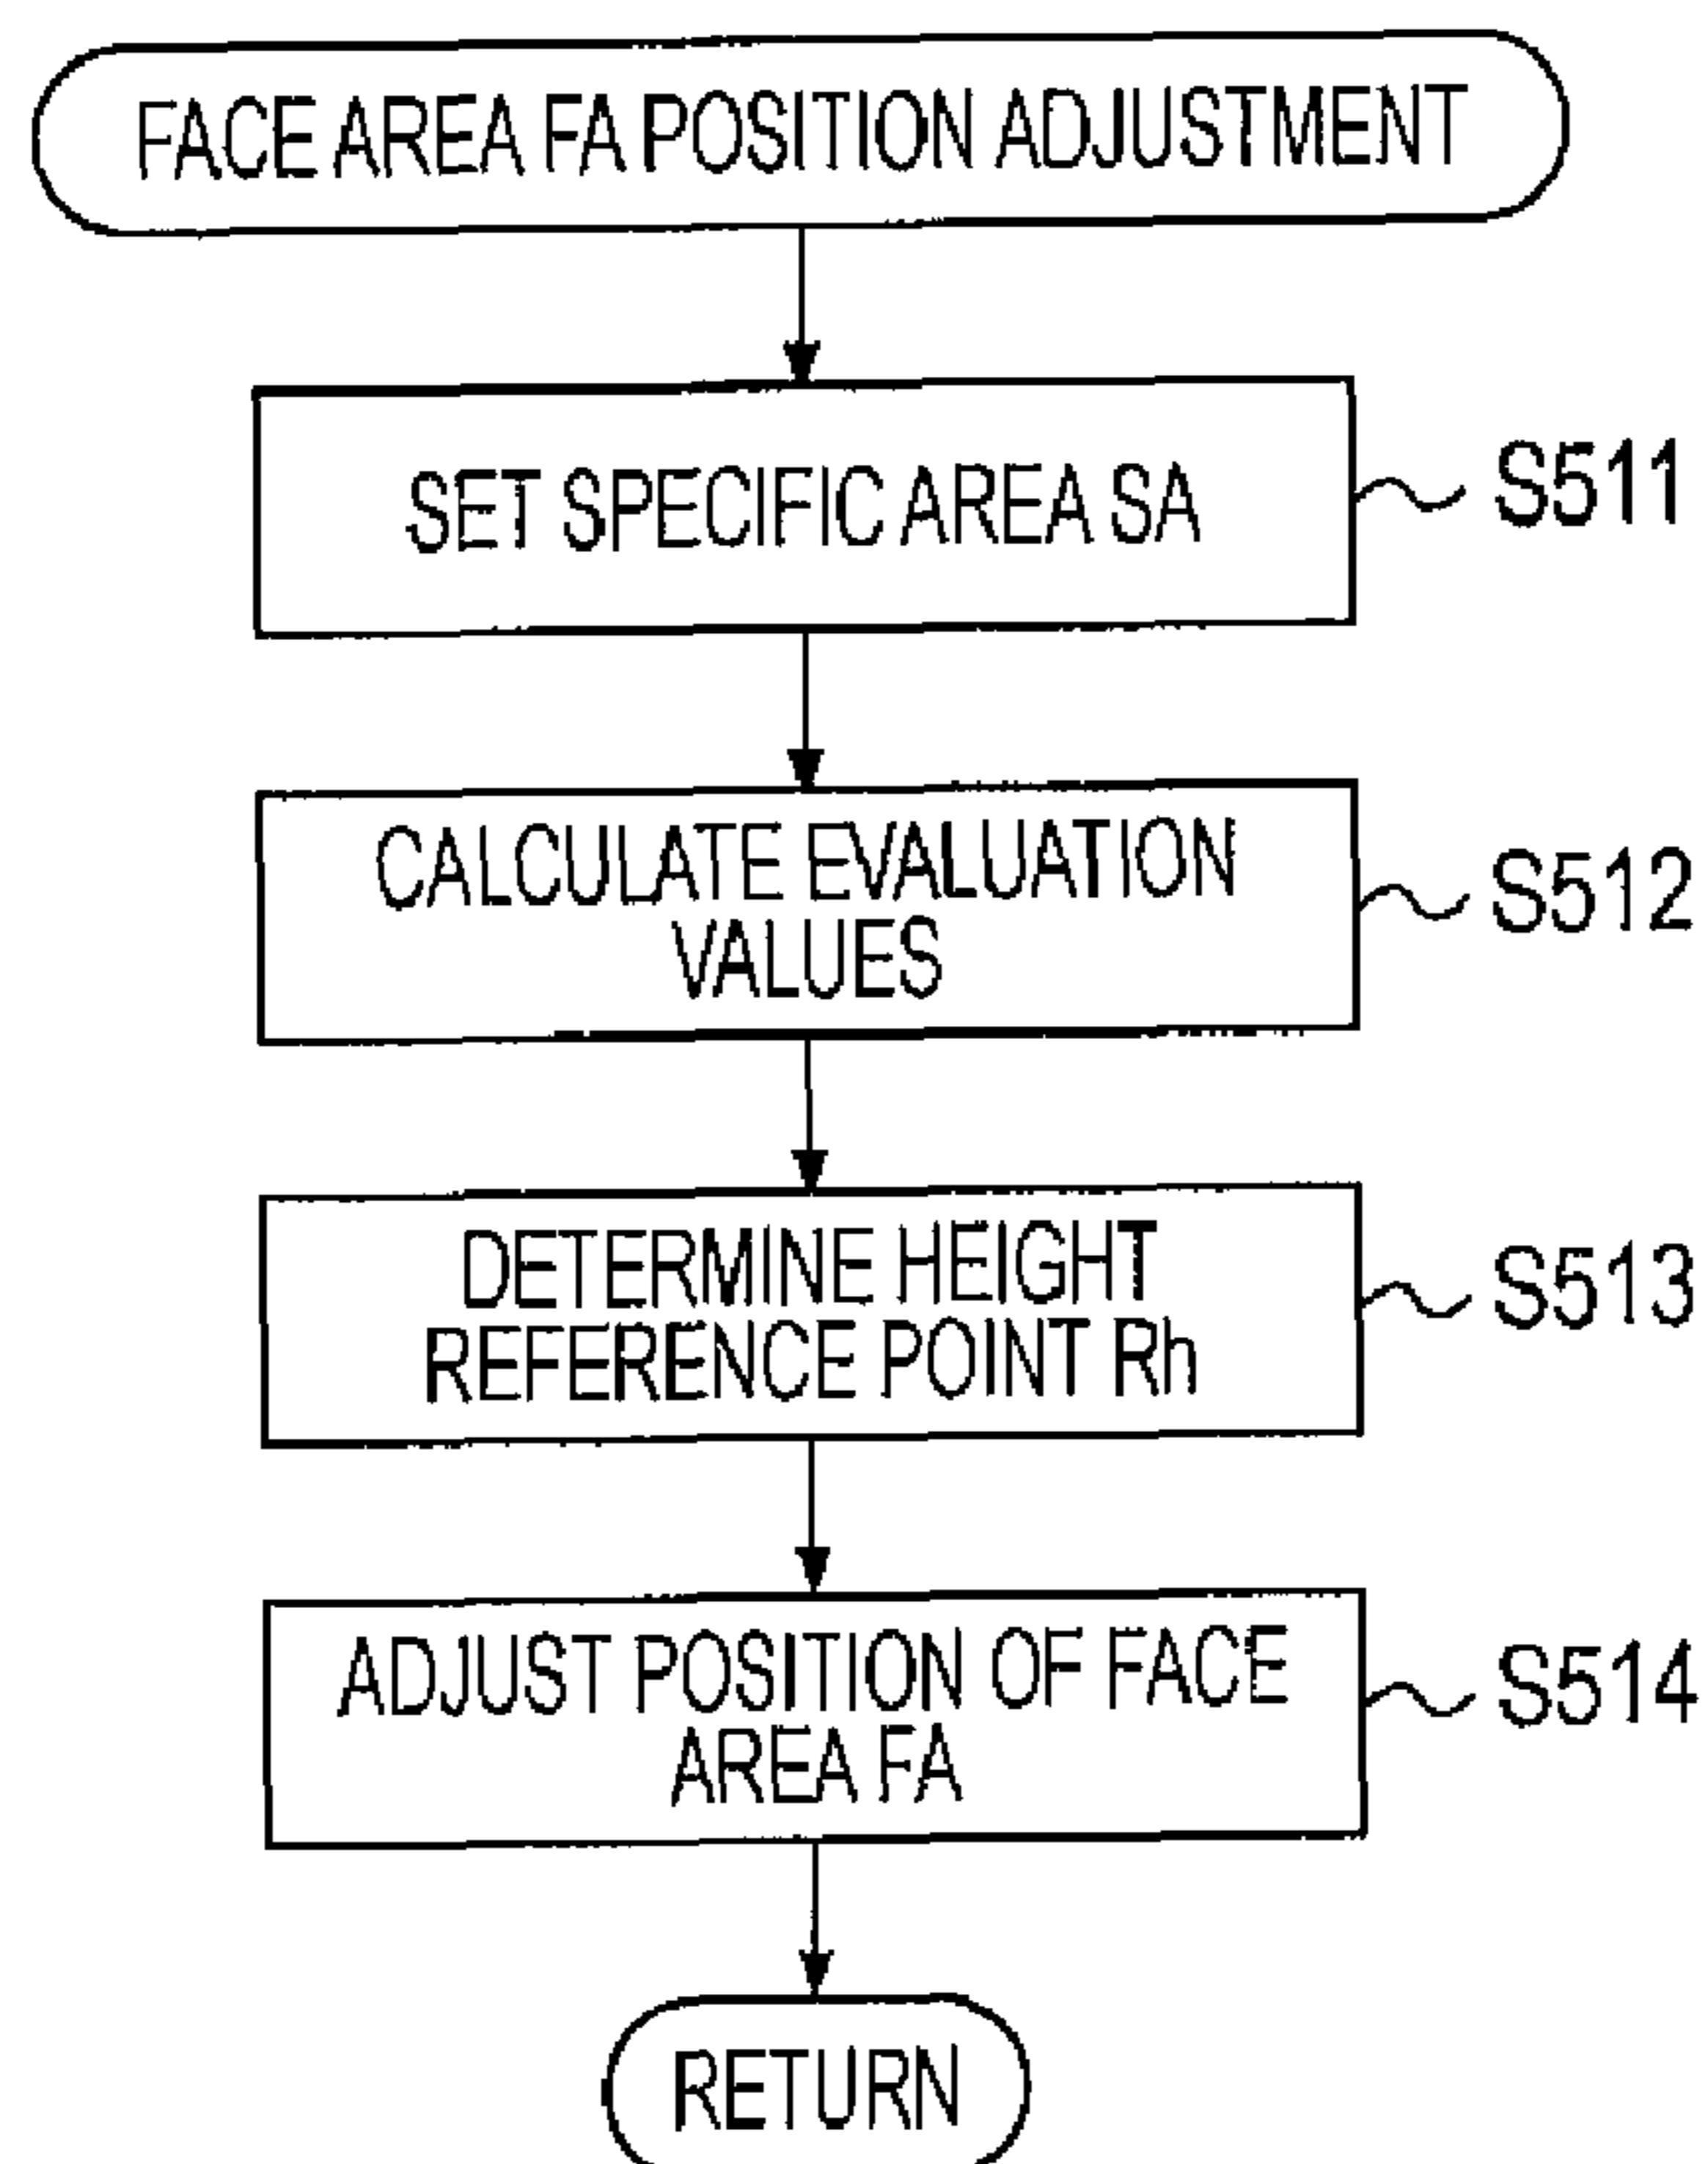 FACE AREA FA POSITION ADJUSTMENT
SET SPECIFIC AREA SA
S511
CALCULATE EVALUATION
VALUES
S512
DETERMINE HEIGHT
REFERENCE POINT Rh
S513
ADJUST POSITION OF FACE
AREA FA
S514
RETURN